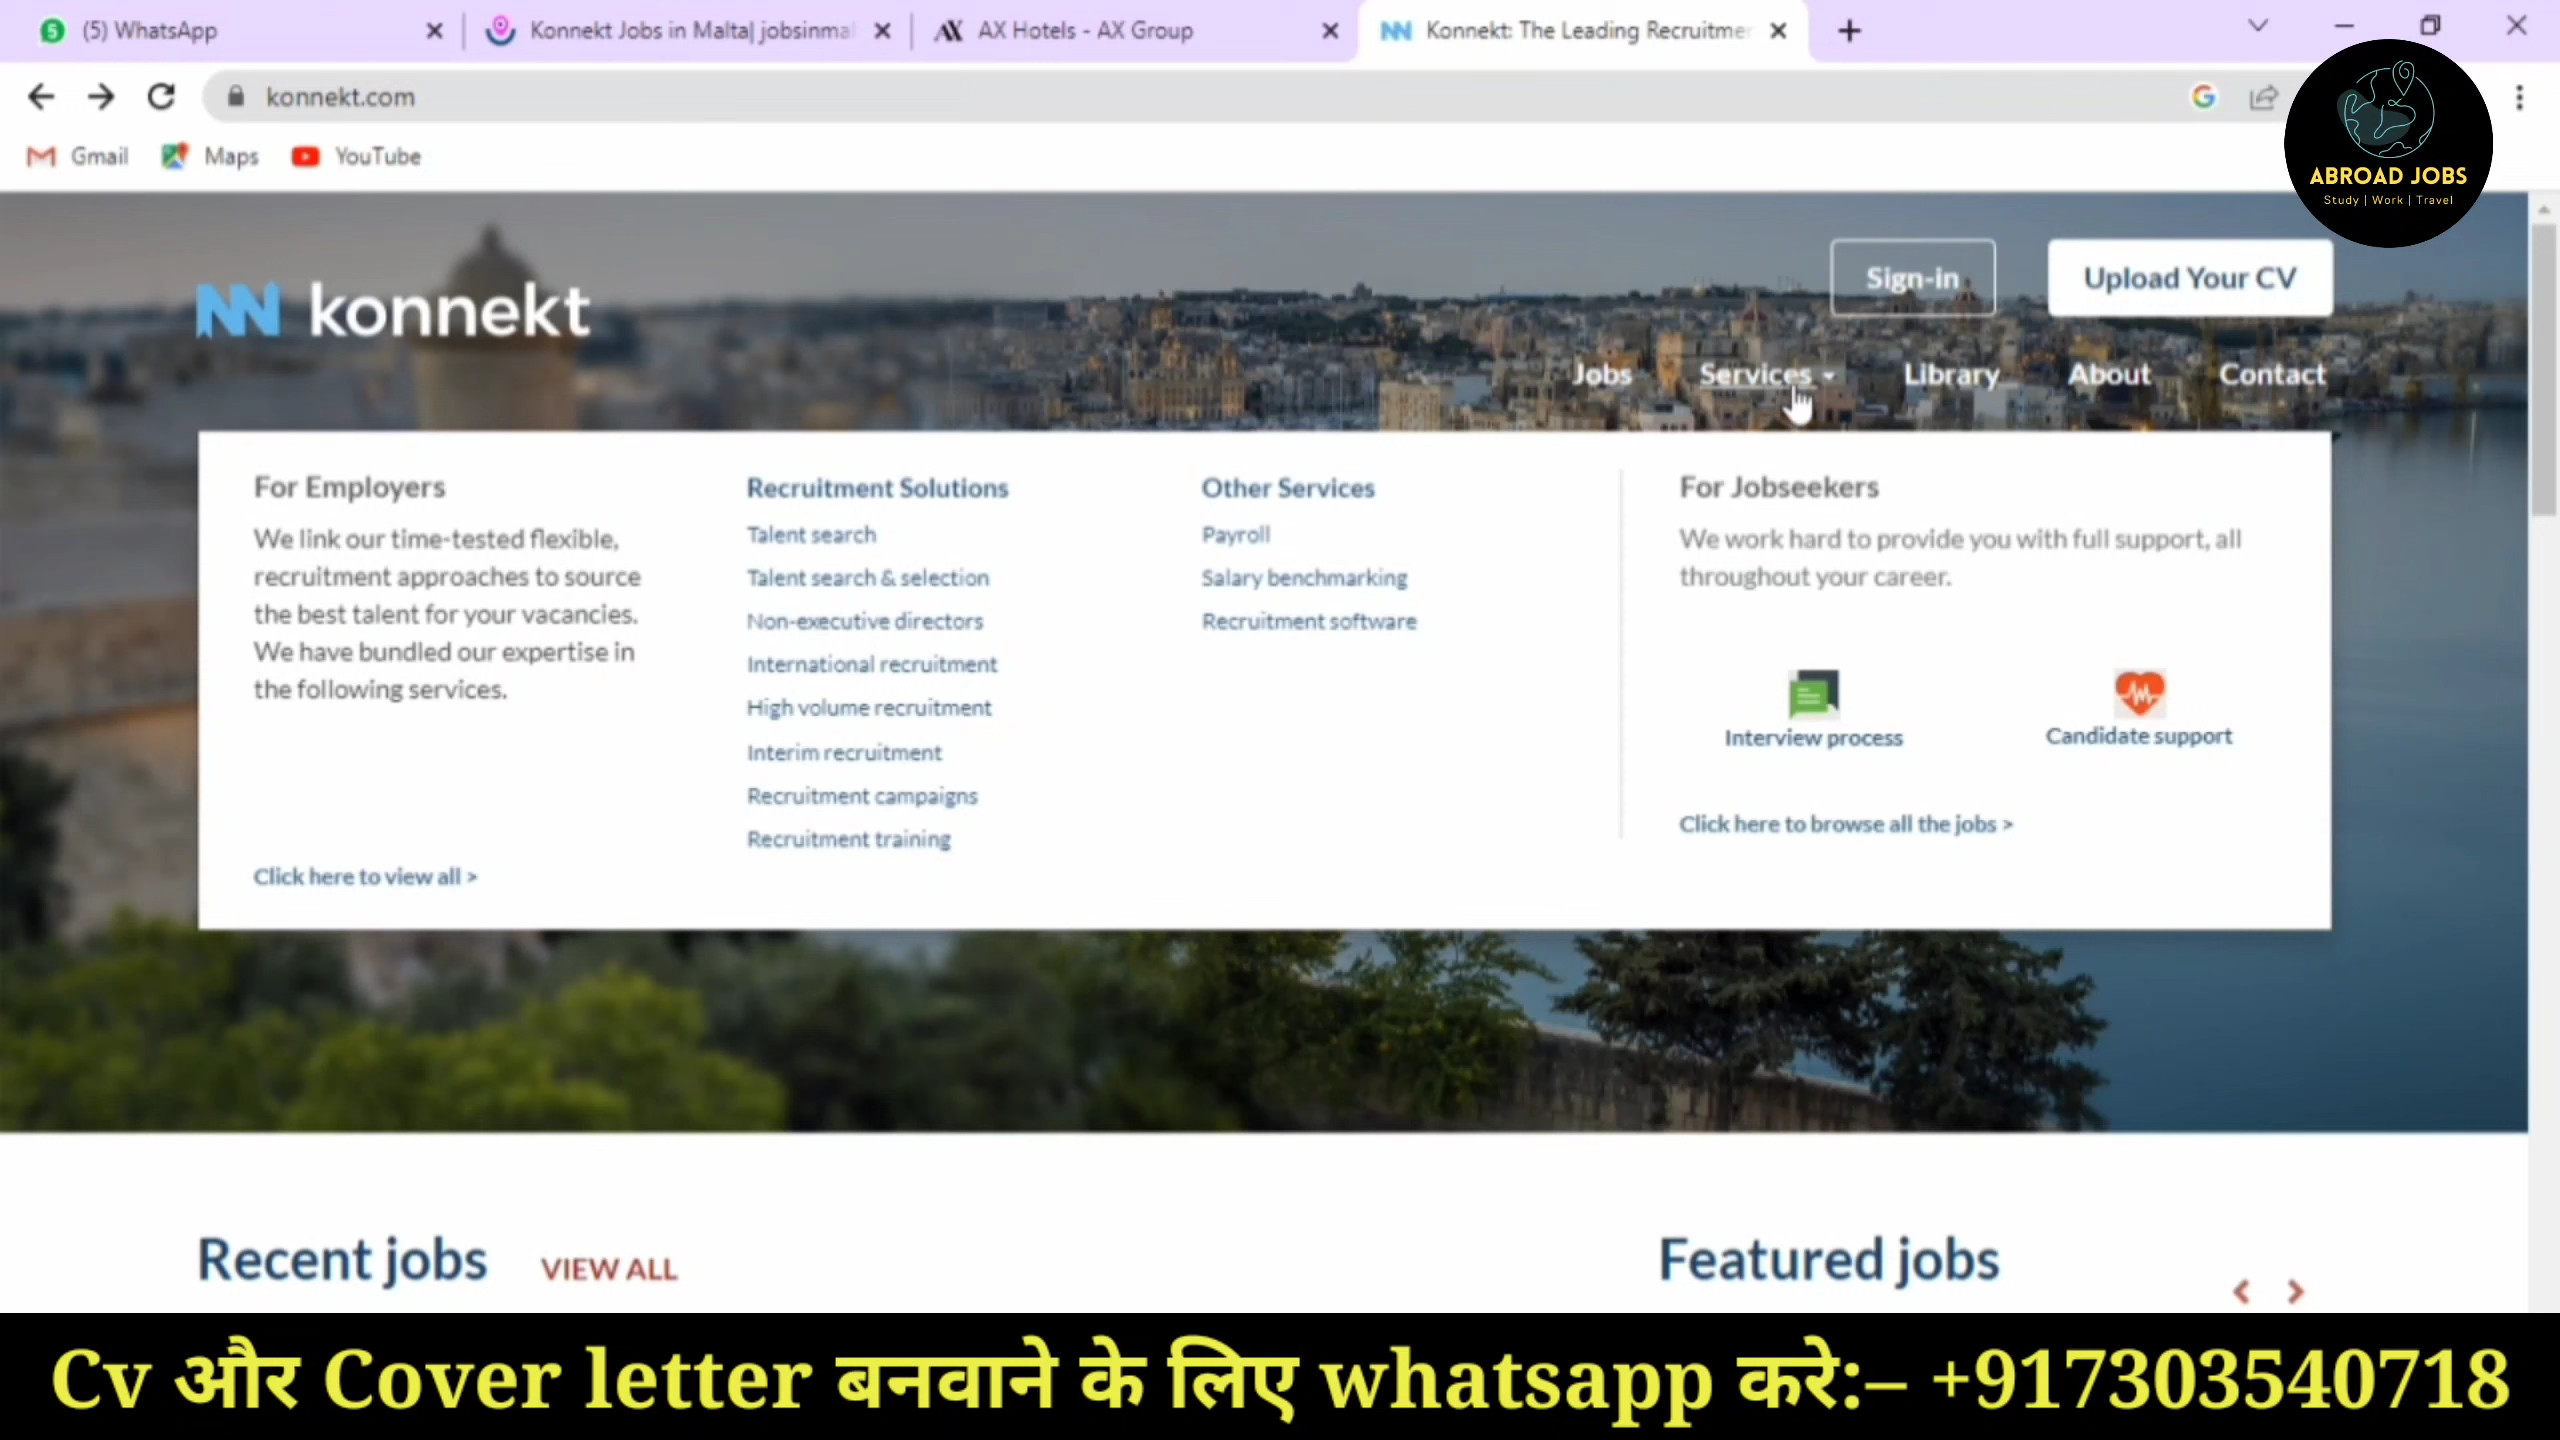 5
(5) WhatsApp
Konnekt Jobs in Malta| jobsinmal
AX Hotels - AX Group
Konnekt: The Leading Recruitmen
konnekt.com
Gmail
Maps
YouTube
ABROAD JOBS
Study | Work | Travel
konnekt
Sign-in
Upload Your CV
Jobs
Services
Library
About
Contact
For Employers
We link our time-tested flexible,
recruitment approaches to source
the best talent for your vacancies.
We have bundled our expertise in
the following services.
Click here to view all >
Recruitment Solutions
Talent search
Talent search & selection
Non-executive directors
International recruitment
High volume recruitment
Interim recruitment
Recruitment campaigns
Recruitment training
Other Services
Payroll
Salary benchmarking
Recruitment software
For Jobseekers
We work hard to provide you with full support, all
throughout your career.
Interview process
Candidate support
Click here to browse all the jobs >
Recent jobs
VIEW ALL
Featured jobs
Cv और Cover letter बनवाने के लिए whatsapp करे:– +917303540718